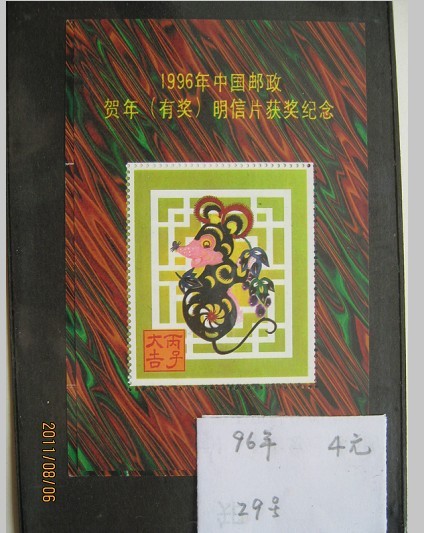 1996年中国邮政
贺年（有奖）明信片获奖纪念
丙子
大吉
96年 4元
29号
2011/08/06